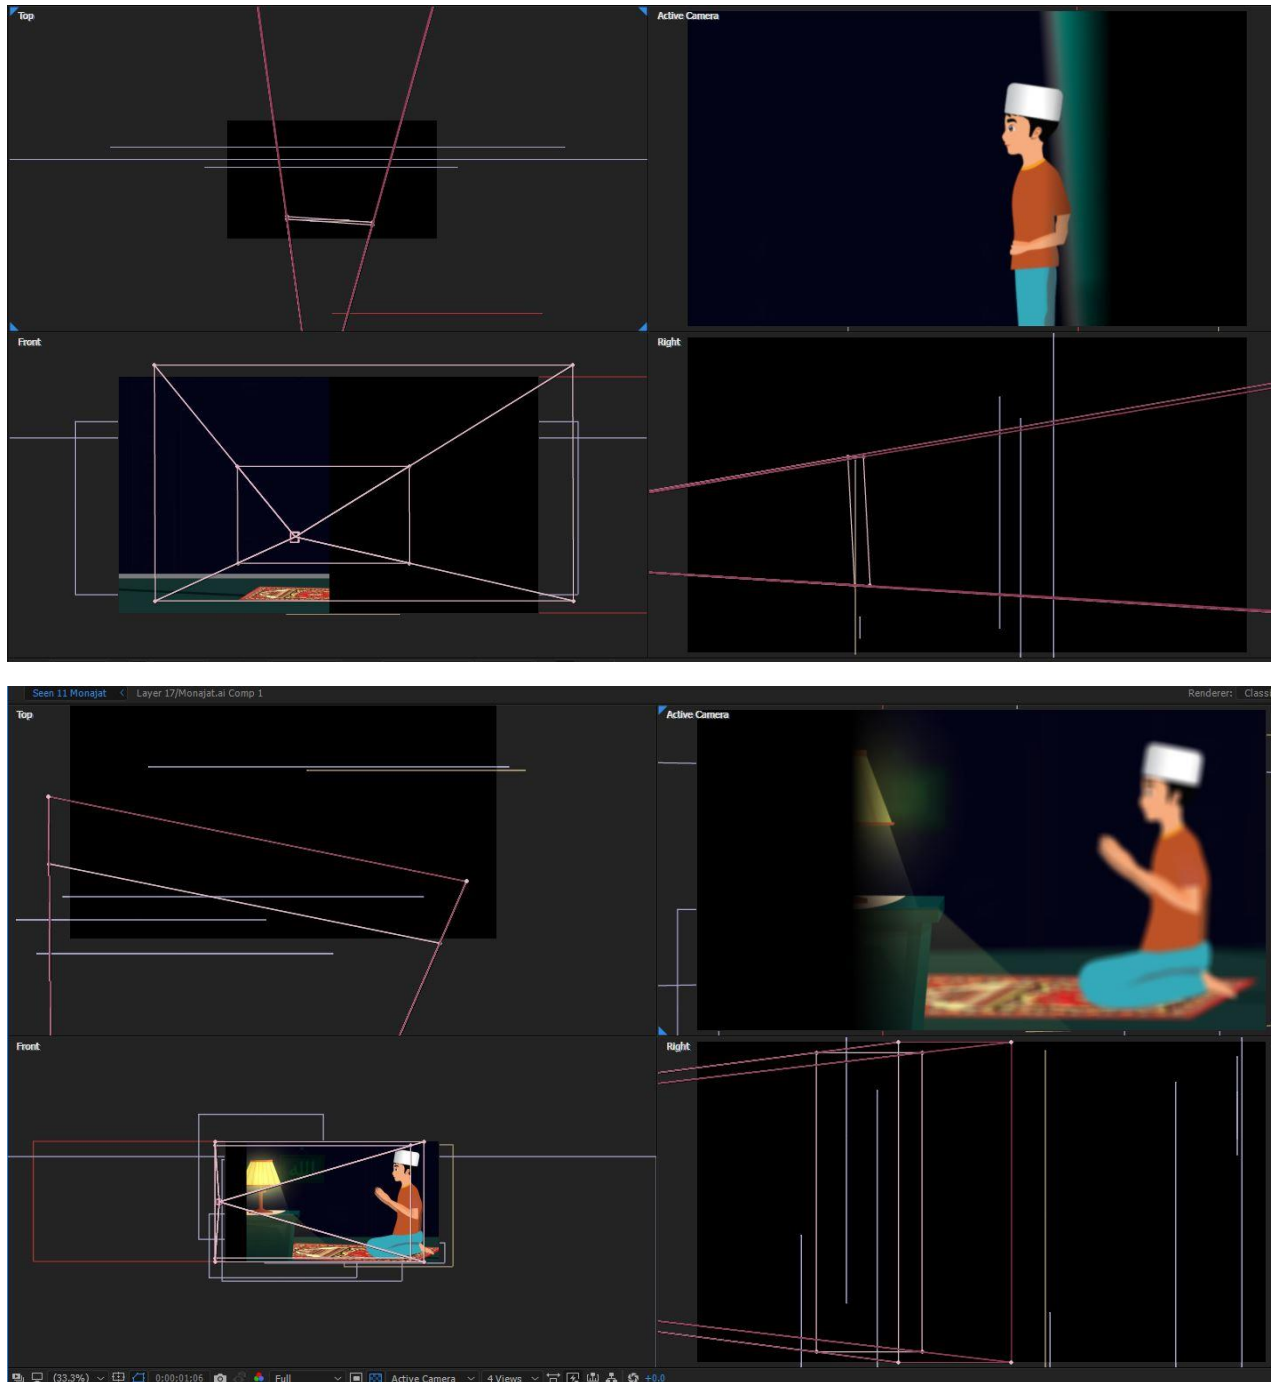 Top
Active Camera
Front
Right
Seen 11 Monajat < Layer 17/Monajat.ai Comp 1
Renderer: Classi
Top
Active Camera
Front
Right
(33.3%) 0:00:01:06 Full Active Camera 4 Views +0.0